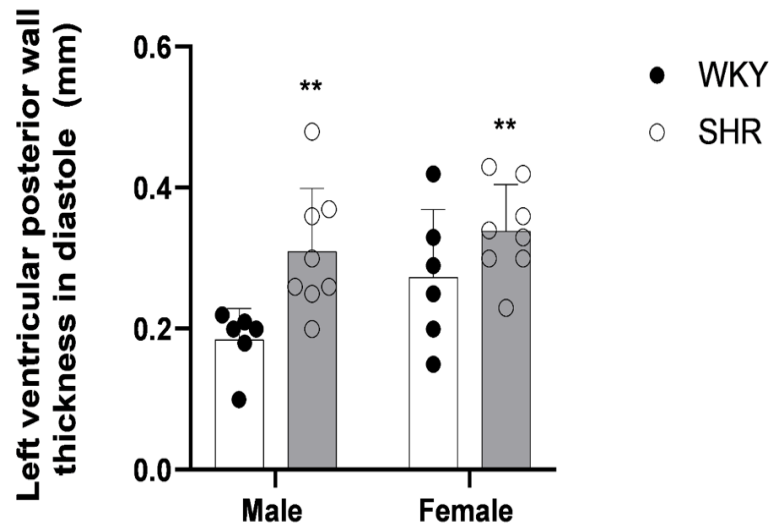 Left ventricular posterior wall
thickness in diastole (mm)
0.6
0.4
0.2
0.0
**
**
Male
Female
WKY
SHR